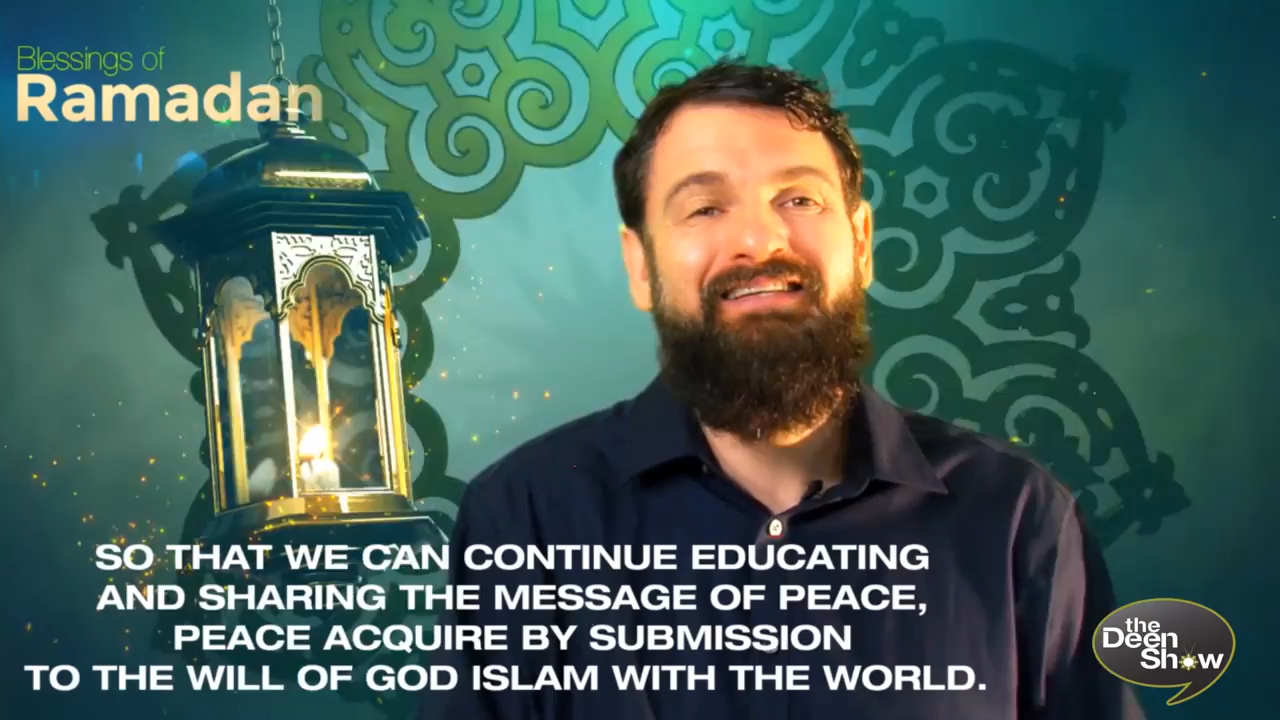 Blessings of
Ramadan
SO THAT WE CAN CONTINUE EDUCATING
AND SHARING THE MESSAGE OF PEACE,
PEACE ACQUIRE BY SUBMISSION
TO THE WILL OF GOD ISLAM WITH THE WORLD.
the
Deen
Show